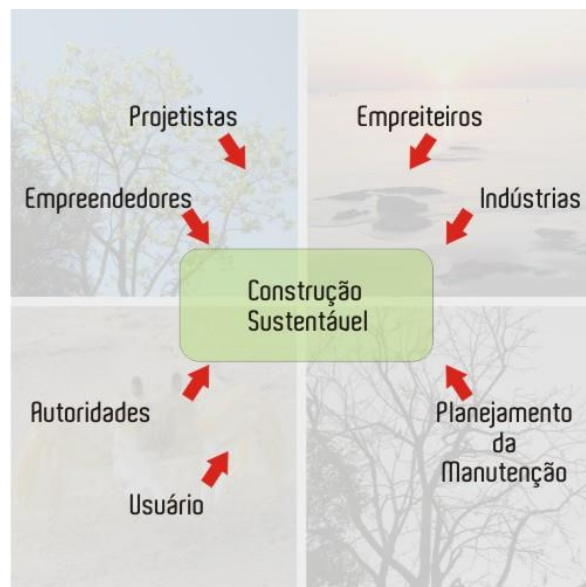 Projetistas
Empreiteiros
Empreendedores
Indústrias
Construção
Sustentável
Autoridades
Planejamento
da
Manutenção
Usuário